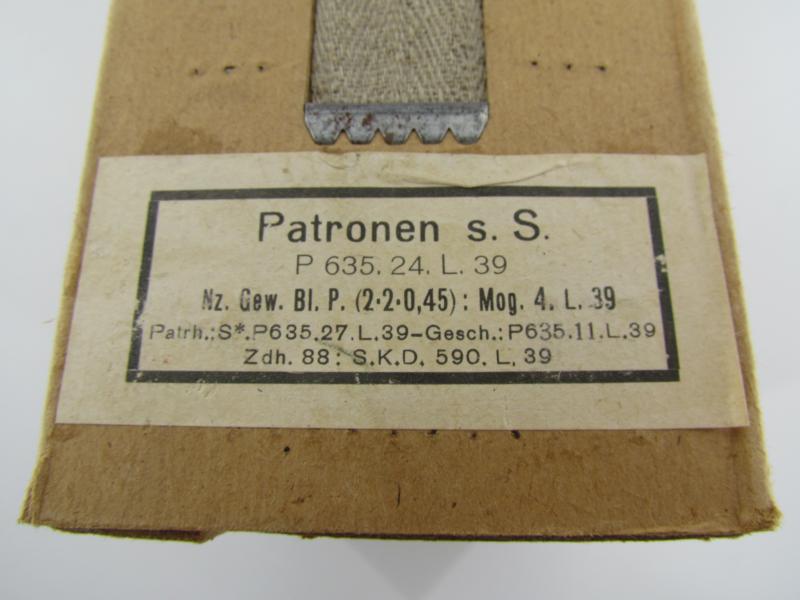 Patronen s. S.
P 635. 24. L. 39
Nz. Gew. Bl. P. (2·2·0,45) : Mog. 4. L. 39
Patrh.: S*. P635. 27. L. 39-Gesch.: P635. 11. L. 39
Zdh. 88: S.K.D. 590. L. 39